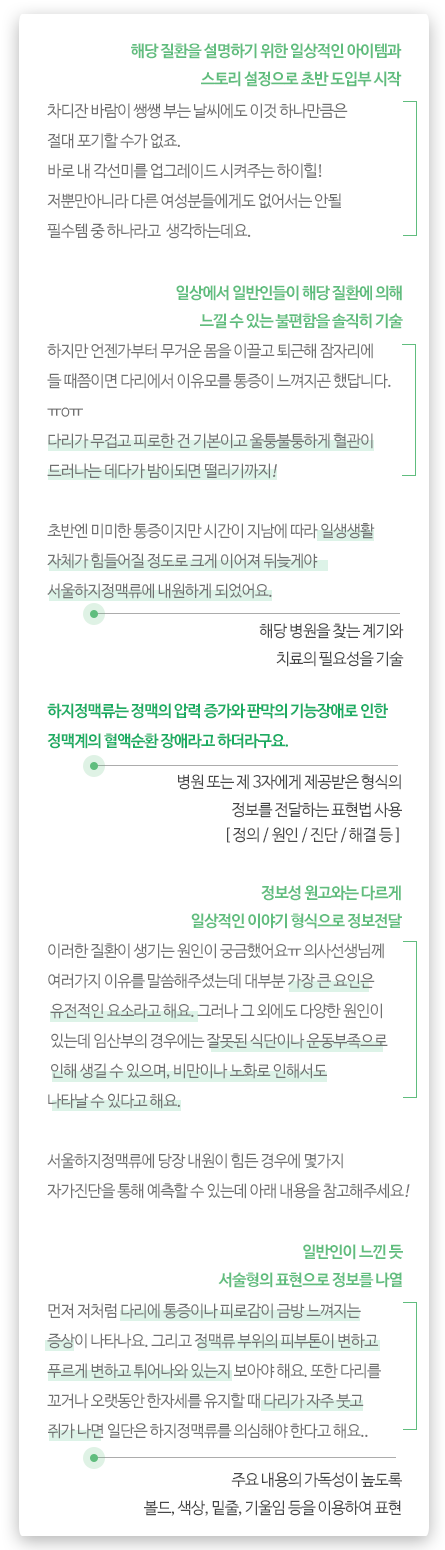 해당 질환을 설명하기 위한 일상적인 아이템과
스토리 설정으로 초반 도입부 시작
차디잔 바람이 쌩쌩 부는 날씨에도 이것 하나만큼은
절대 포기할 수가 없죠.
바로 내 각선미를 업그레이드 시켜주는 하이힐!
저뿐만아니라 다른 여성분들에게도 없어서는 안될
필수템 중 하나라고 생각하는데요.
일상에서 일반인들이 해당 질환에 의해
느낄 수 있는 불편함을 솔직히 기술
하지만 언젠가부터 무거운 몸을 이끌고 퇴근해 잠자리에
들 때쯤이면 다리에서 이유모를 통증이 느껴지곤 했답니다.
ㅠoㅠ
다리가 무겁고 피로한 건 기본이고 울퉁불퉁하게 혈관이
드러나는 데다가 밤이되면 떨리기까지!
초반엔 미미한 통증이지만 시간이 지남에 따라 일생생활
자체가 힘들어질 정도로 크게 이어져 뒤늦게야
서울하지정맥류에 내원하게 되었어요.
해당 병원을 찾는 계기와
치료의 필요성을 기술
하지정맥류는 정맥의 압력 증가와 판막의 기능장애로 인한
정맥계의 혈액순환 장애라고 하더라구요.
병원 또는 제 3자에게 제공받은 형식의
정보를 전달하는 표현법 사용
[ 정의 / 원인 / 진단 / 해결 등 ]
정보성 원고와는 다르게
일상적인 이야기 형식으로 정보전달
이러한 질환이 생기는 원인이 궁금했어요ㅠ 의사선생님께
여러가지 이유를 말씀해주셨는데 대부분 가장 큰 요인은
유전적인 요소라고 해요. 그러나 그 외에도 다양한 원인이
있는데 임산부의 경우에는 잘못된 식단이나 운동부족으로
인해 생길 수 있으며, 비만이나 노화로 인해서도
나타날 수 있다고 해요.
서울하지정맥류에 당장 내원이 힘든 경우에 몇가지
자가진단을 통해 예측할 수 있는데 아래 내용을 참고해주세요!
일반인이 느낀 듯
서술형의 표현으로 정보를 나열
먼저 저처럼 다리에 통증이나 피로감이 금방 느껴지는
증상이 나타나요. 그리고 정맥류 부위의 피부톤이 변하고
푸르게 변하고 튀어나와 있는지 보아야 해요. 또한 다리를
꼬거나 오랫동안 한자세를 유지할 때 다리가 자주 붓고
쥐가 나면 일단은 하지정맥류를 의심해야 한다고 해요..
주요 내용의 가독성이 높도록
볼드, 색상, 밑줄, 기울임 등을 이용하여 표현